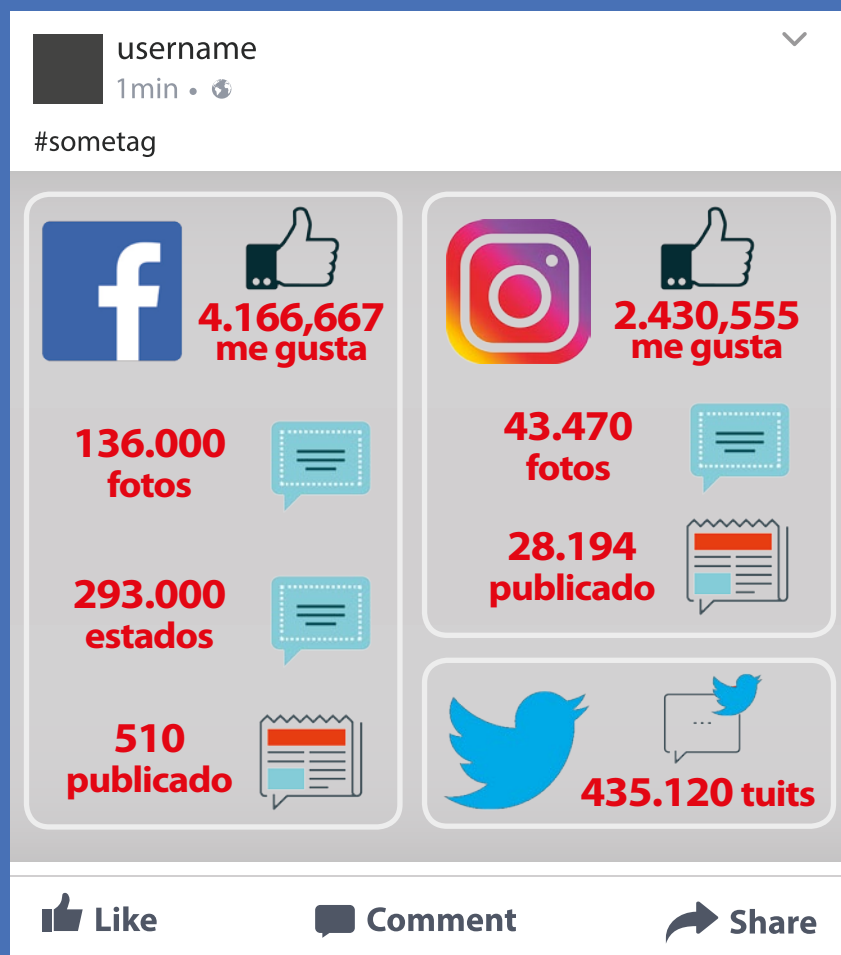 username
1min •
#sometag
4.166,667
me gusta
136.000
fotos
293.000
estados
510
publicado
2.430,555
me gusta
43.470
fotos
28.194
publicado
435.120 tuits
Like
Comment
Share